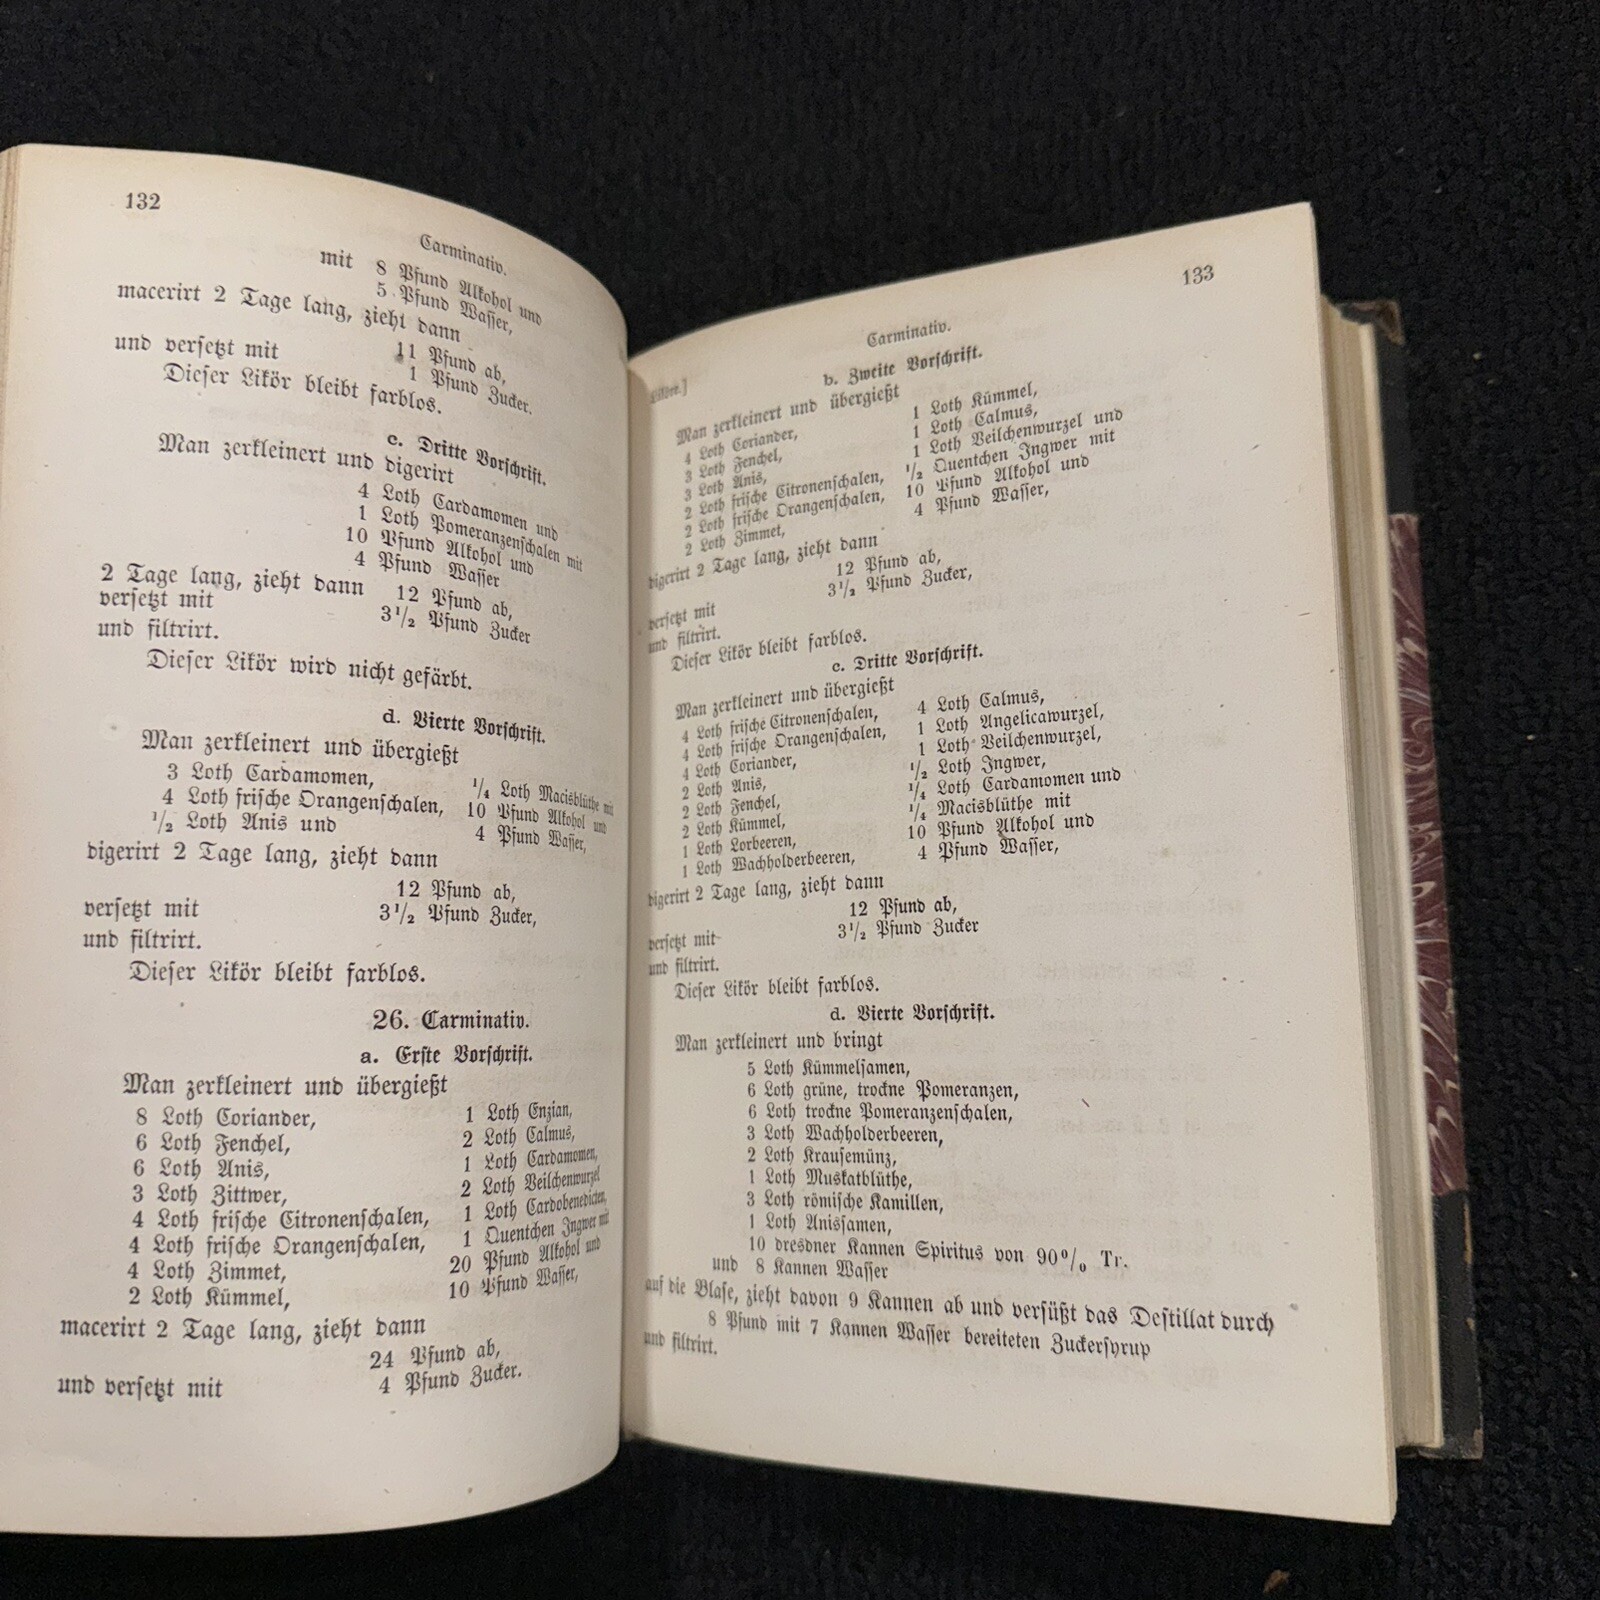 132
Carminativ.
mit 8 Pfund Alkohol und
5 Pfund Wasser,
macerirt 2 Tage lang, zieht dann
11 Pfund ab,
und versetzt mit
1 Pfund Zucker.
Dieser Likör bleibt farblos.
c. Dritte Vorschrift.
Man zerkleinert und digerirt
4 Loth Cardamomen und
1 Loth Pomeranzenschalen mit
10 Pfund Alkohol und
4 Pfund Wasser
2 Tage lang, zieht dann
12 Pfund ab,
versetzt mit
3 1/2 Pfund Zucker
und filtrirt.
Dieser Likör wird nicht gefärbt.
d. Vierte Vorschrift.
Man zerkleinert und übergießt
3 Loth Cardamomen,
4 Loth frische Orangenschalen,
1/2 Loth Anis und
1/4 Loth Macisblüthe mit
10 Pfund Alkohol und
4 Pfund Wasser,
digerirt 2 Tage lang, zieht dann
12 Pfund ab,
versetzt mit
3 1/2 Pfund Zucker,
und filtrirt.
Dieser Likör bleibt farblos.
26. Carminativ.
a. Erste Vorschrift.
Man zerkleinert und übergießt
8 Loth Coriander,
6 Loth Fenchel,
6 Loth Anis,
3 Loth Zittwer,
4 Loth frische Citronenschalen,
4 Loth frische Orangenschalen,
4 Loth Zimmet,
2 Loth Kümmel,
1 Loth Enzian,
2 Loth Calmus,
1 Loth Cardamomen,
2 Loth Veilchenwurzel
1 Loth Cardobenedicten,
1 Quentchen Ingwer mit
20 Pfund Alkohol und
10 Pfund Wasser,
macerirt 2 Tage lang, zieht dann
24 Pfund ab,
und versetzt mit
4 Pfund Zucker.
133
Carminativ.
Liköre.]
b. Zweite Vorschrift.
Man zerkleinert und übergießt
4 Loth Coriander,
3 Loth Fenchel,
3 Loth Anis,
2 Loth frische Citronenschalen,
2 Loth frische Orangenschalen,
2 Loth Zimmet,
1 Loth Kümmel,
1 Loth Calmus,
1 Loth Veilchenwurzel und
1/2 Quentchen Ingwer mit
10 Pfund Alkohol und
4 Pfund Wasser,
digerirt 2 Tage lang, zieht dann
12 Pfund ab,
3 1/2 Pfund Zucker,
versetzt mit
und filtrirt.
Dieser Likör bleibt farblos.
c. Dritte Vorschrift.
Man zerkleinert und übergießt
4 Loth frische Citronenschalen,
4 Loth frische Orangenschalen,
4 Loth Coriander,
2 Loth Anis,
2 Loth Fenchel,
2 Loth Kümmel,
1 Loth Lorbeeren,
1 Loth Wachholderbeeren,
4 Loth Calmus,
1 Loth Angelicawurzel,
1 Loth Veilchenwurzel,
1/2 Loth Ingwer,
1/4 Loth Cardamomen und
1/4 Macisblüthe mit
10 Pfund Alkohol und
4 Pfund Wasser,
digerirt 2 Tage lang, zieht dann
12 Pfund ab,
3 1/2 Pfund Zucker
versetzt mit
und filtrirt.
Dieser Likör bleibt farblos.
d. Vierte Vorschrift.
Man zerkleinert und bringt
5 Loth Kümmelsamen,
6 Loth grüne, trockne Pomeranzen,
6 Loth trockne Pomeranzenschalen,
3 Loth Wachholderbeeren,
2 Loth Krausemünz,
1 Loth Muskatblüthe,
3 Loth römische Kamillen,
1 Loth Anissamen,
10 dresdner Kannen Spiritus von 90% Tr.
und 8 Kannen Wasser
auf die Blase, zieht davon 9 Kannen ab und versüßt das Destillat durch
8 Pfund mit 7 Kannen Wasser bereiteten Zuckersyrup
und filtrirt.